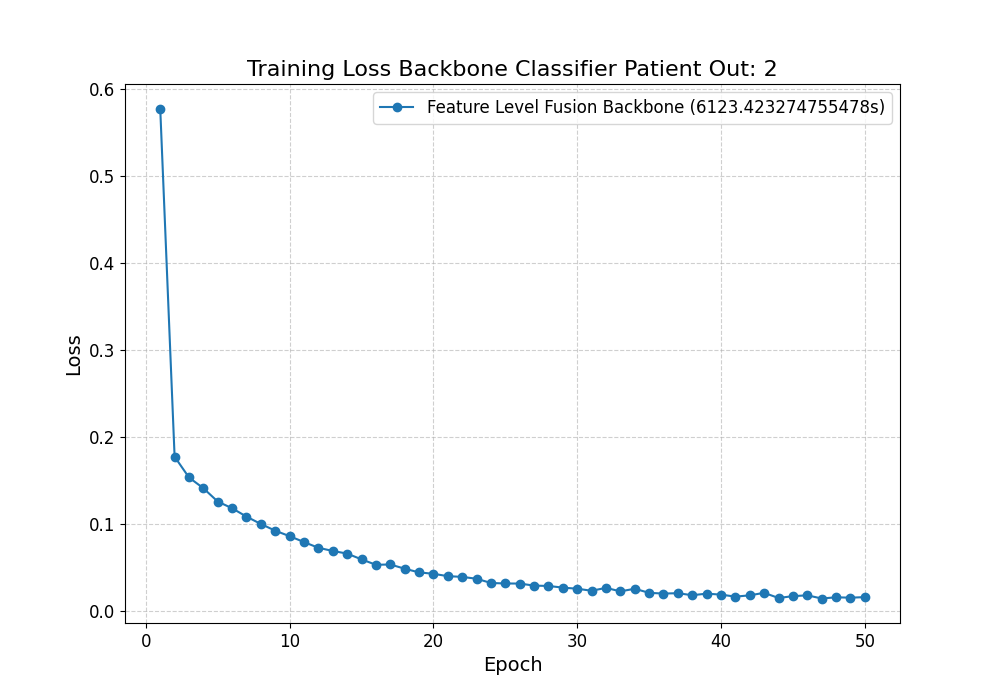 Training Loss Backbone Classifier Patient Out: 2
Feature Level Fusion Backbone (6123.423274755478s)
0.6
0.5
0.4
0.3
0.2
0.1
0.0
Loss
0 10 20 30 40 50
Epoch